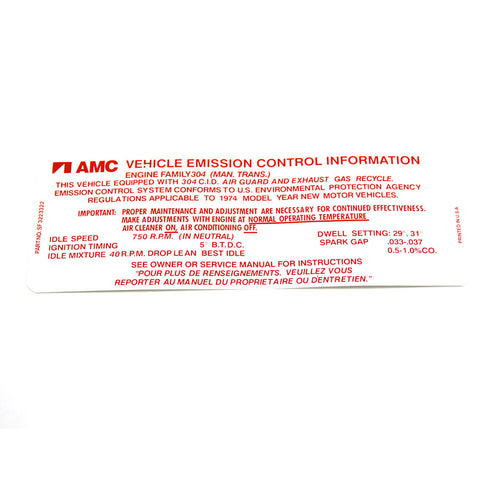 AMC VEHICLE EMISSION CONTROL INFORMATION
ENGINE FAMILY 304 (MAN. TRANS.)
THIS VEHICLE EQUIPPED WITH 304 C.I.D. AIR GUARD AND EXHAUST GAS RECYCLE.
EMISSION CONTROL SYSTEM CONFORMS TO U.S. ENVIRONMENTAL PROTECTION AGENCY
REGULATIONS APPLICABLE TO 1974 MODEL YEAR NEW MOTOR VEHICLES.
IMPORTANT: PROPER MAINTENANCE AND ADJUSTMENT ARE NECESSARY FOR CONTINUED EFFECTIVENESS.
MAKE ADJUSTMENTS WITH ENGINE AT NORMAL OPERATING TEMPERATURE
AIR CLEANER ON, AIR CONDITIONING OFF.
IDLE SPEED 750 R.P.M. (IN NEUTRAL) DWELL SETTING: 29°. 31°
IGNITION TIMING 5° B.T.D.C. SPARK GAP .033-.037
IDLE MIXTURE 40 R.P.M. DROP LEAN BEST IDLE 0.5-1.0% CO.
SEE OWNER OR SERVICE MANUAL FOR INSTRUCTIONS
"POUR PLUS DE RENSEIGNEMENTS. VEUILLEZ VOUS
REPORTER AU MANUEL DU PROPRIETAIRE OU D'ENTRETIEN."
PRINTED IN U.S.A.